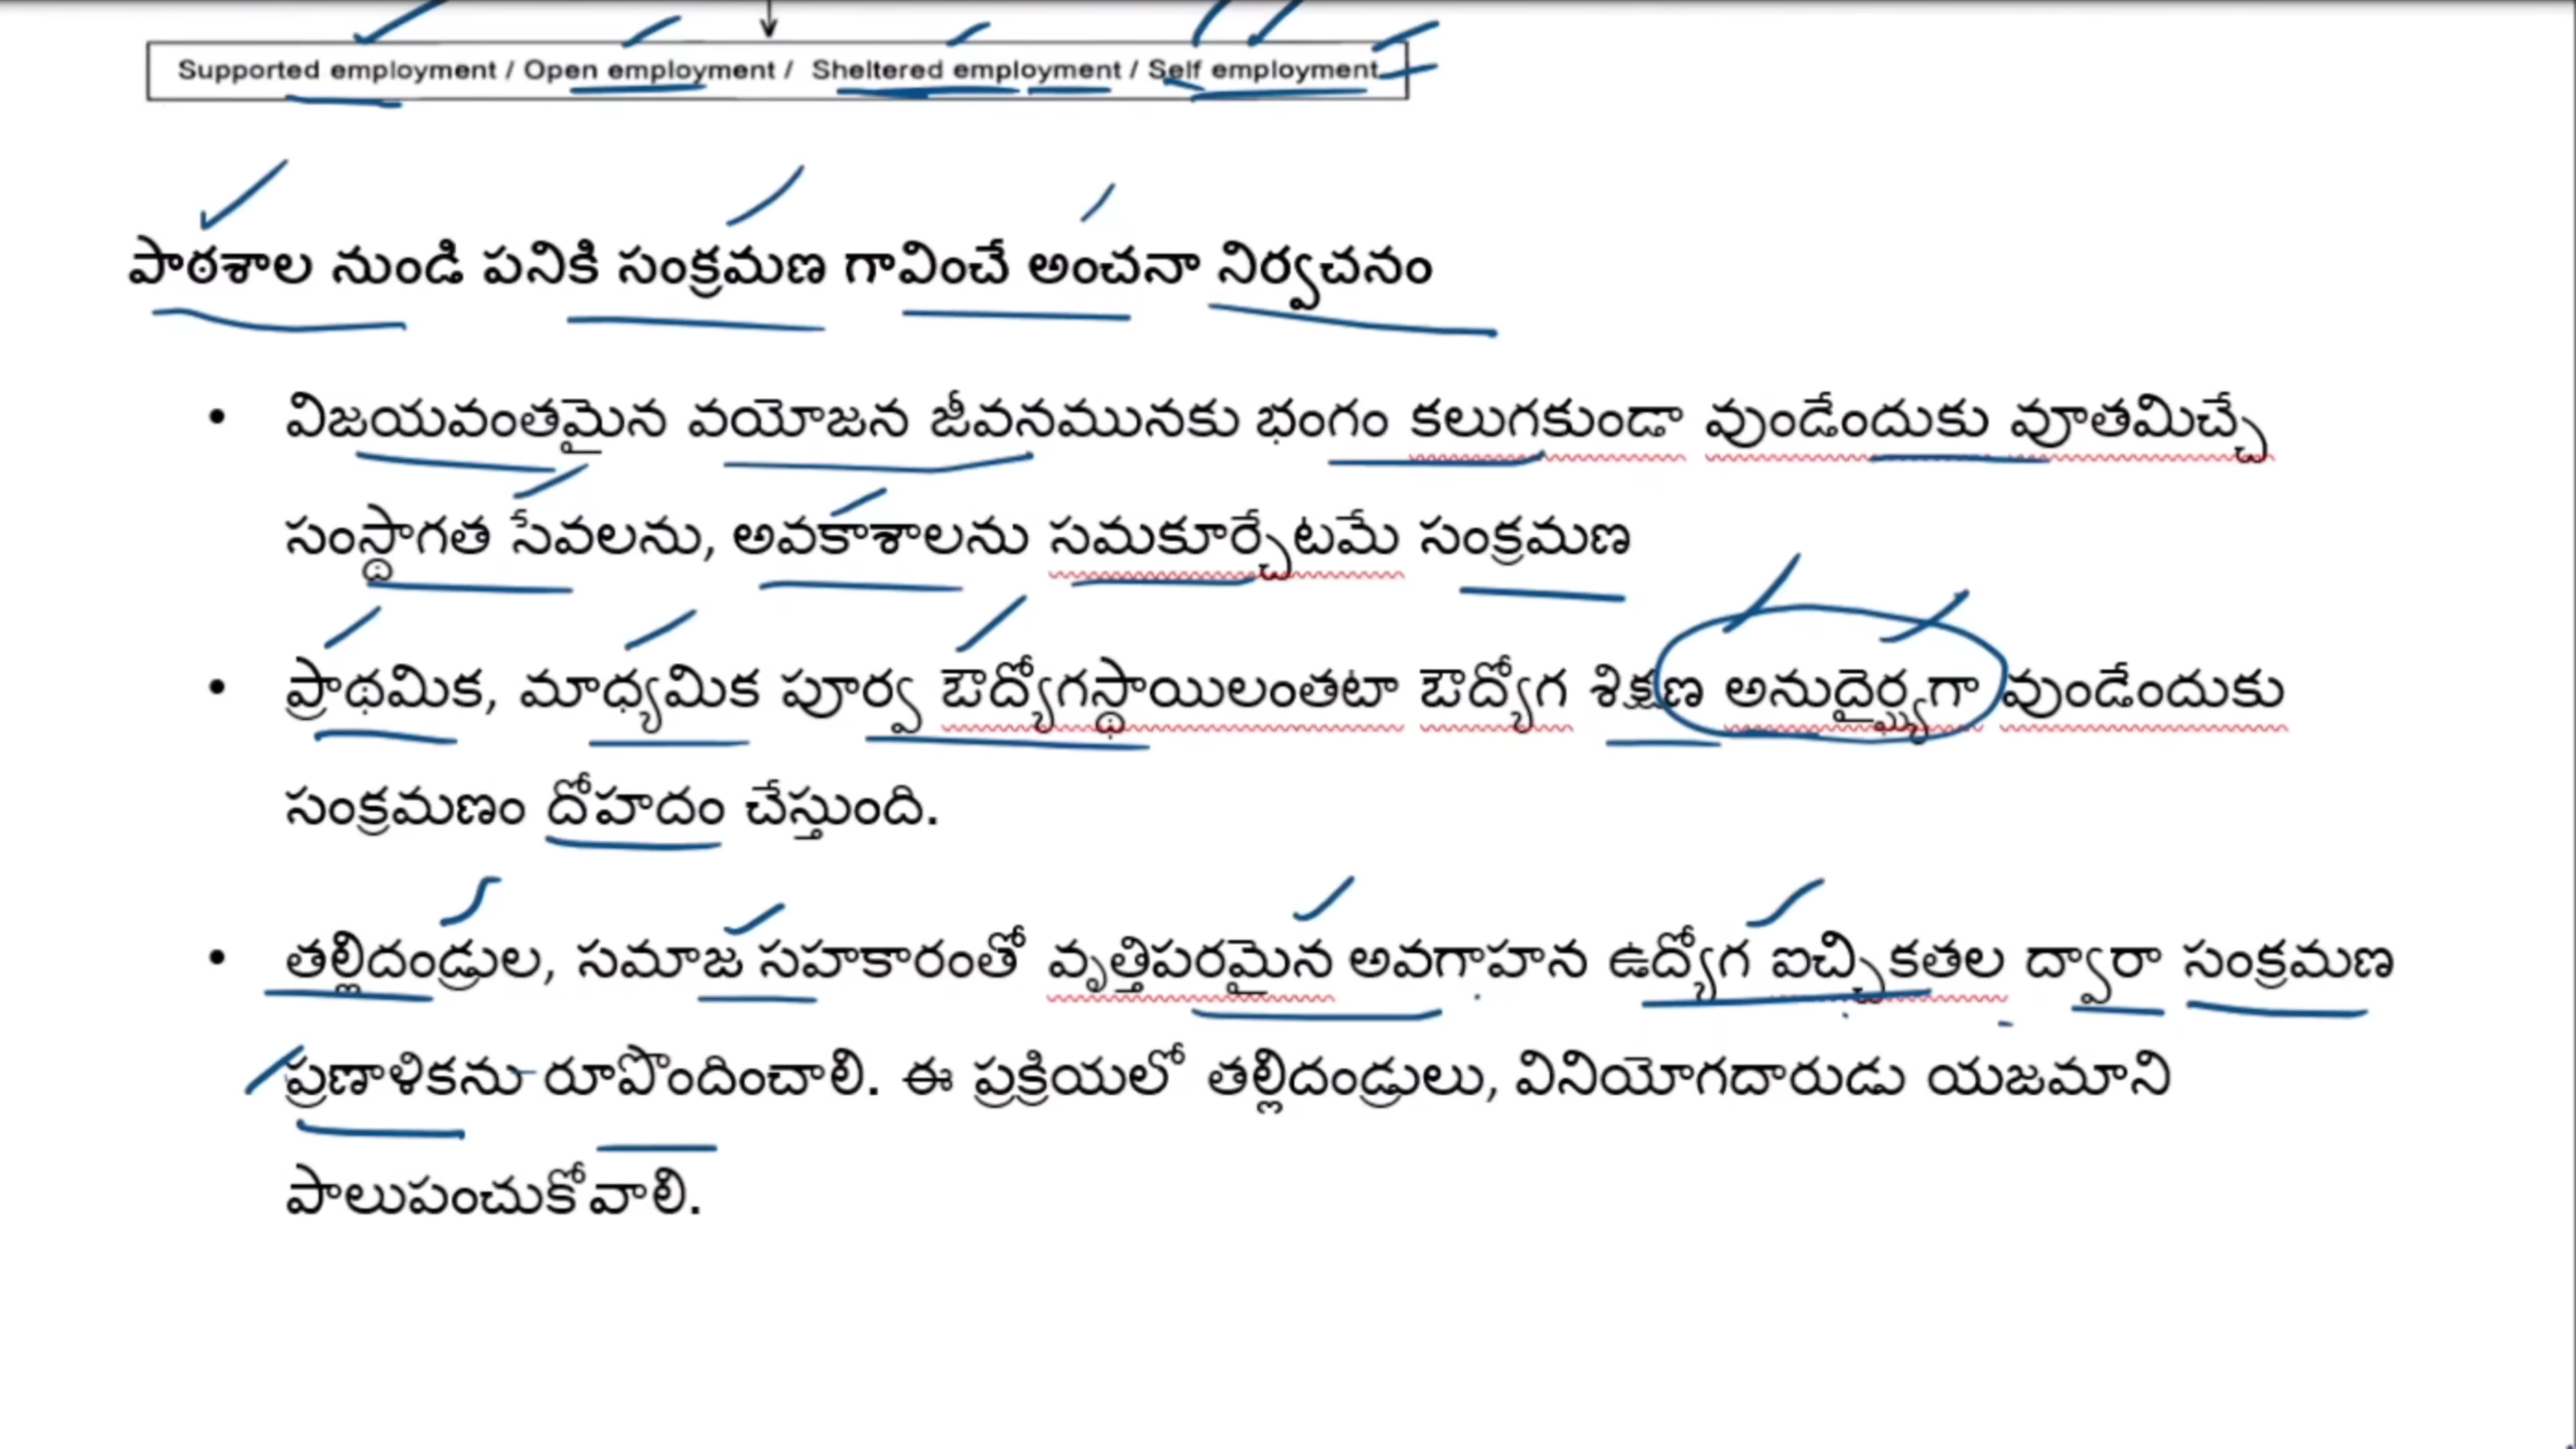 Supported employment / Open employment / Sheltered employment / Self employment
పాఠశాల నుండి పనికి సంక్రమణ గావించే అంచనా నిర్వచనం
• విజయవంతమైన వయోజన జీవనమునకు భంగం కలుగకుండా వుండేందుకు వూతమిచ్చే
సంస్థాగత సేవలను, అవకాశాలను సమకూర్చేటమే సంక్రమణ
• ప్రాథమిక, మాధ్యమిక పూర్వ ఔద్యోగస్థాయిలంతటా ఔద్యోగ శిక్షణ అనుదైర్ఘ్యగా వుండేందుకు
సంక్రమణం దోహదం చేస్తుంది.
• తల్లిదండ్రుల, సమాజ సహకారంతో వృత్తిపరమైన అవగాహన ఉద్యోగ ఐచ్ఛికతల ద్వారా సంక్రమణ
ప్రణాళికను రూపొందించాలి. ఈ ప్రక్రియలో తల్లిదండ్రులు, వినియోగదారుడు యజమాని
పాలుపంచుకోవాలి.